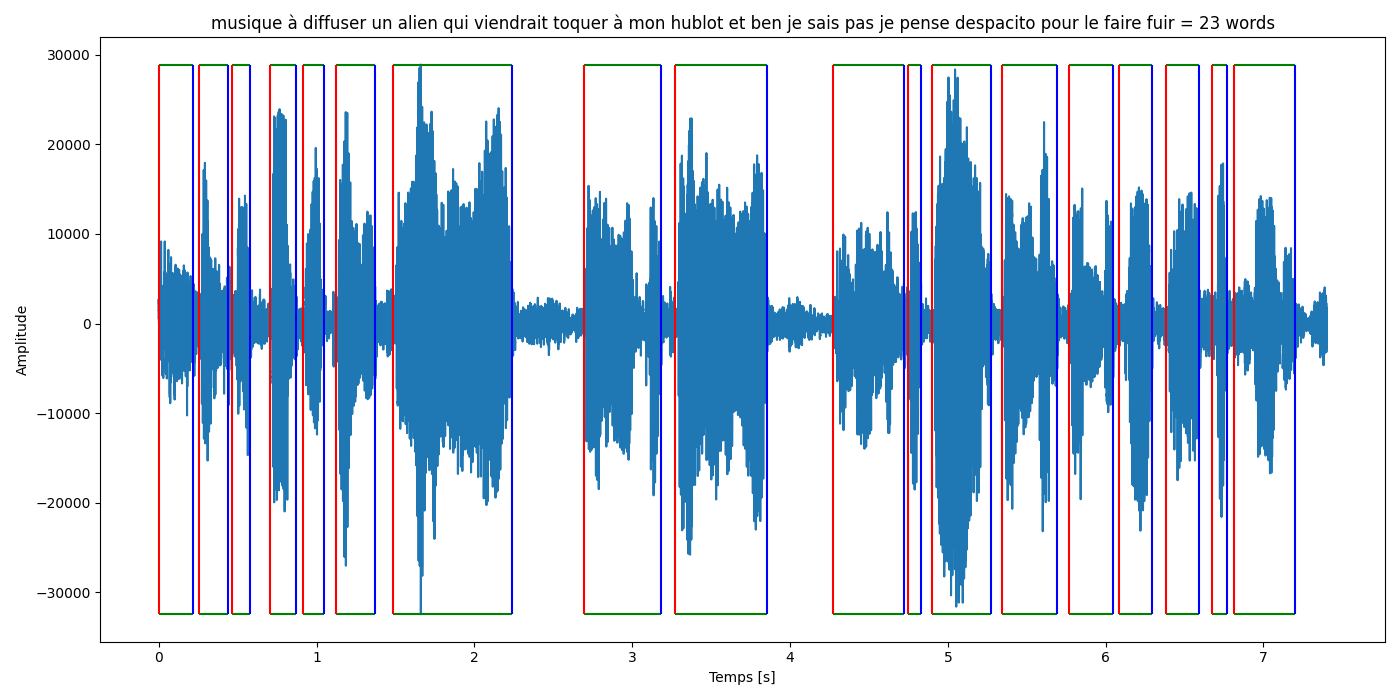 musique à diffuser un alien qui viendrait toquer à mon hublot et ben je sais pas je pense despacito pour le faire fuir = 23 words
30000
20000
10000
0
−10000
−20000
−30000
Amplitude
0 1 2 3 4 5 6 7
Temps [s]